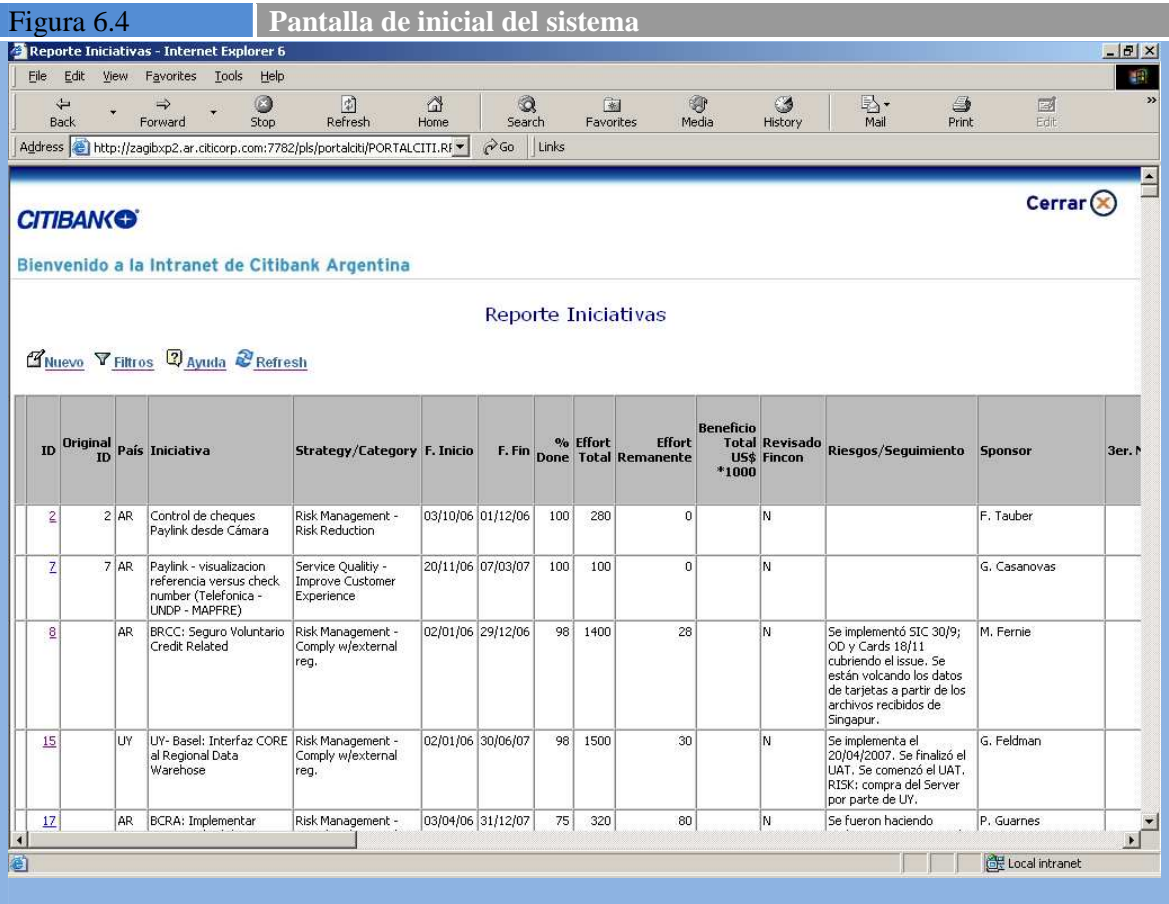 Figura 6.4 Pantalla de inicial del sistema
Reporte Iniciativas - Internet Explorer 6
File Edit View Favorites Tools Help
Back Forward Stop Refresh Home Search Favorites Media History Mail Print Edit »
Address http://zagibxp2.ar.citicorp.com:7782/pls/portalciti/PORTALCITI.RF Go Links
Cerrar
CITIBANK
Bienvenido a la Intranet de Citibank Argentina
Reporte Iniciativas
Nuevo Filtros Ayuda Refresh
ID
Original
ID
País
Iniciativa
Strategy/Category
F. Inicio
F. Fin
%
Done
Effort
Total
Effort
Remanente
Beneficio
Total
US$
*1000
Revisado
Fincon
Riesgos/Seguimiento
Sponsor
3er.
2
2
AR
Control de cheques
Paylink desde Cámara
Risk Management -
Risk Reduction
03/10/06
01/12/06
100
280
0
N
F. Tauber
7
7
AR
Paylink - visualizacion
referencia versus check
number (Telefonica -
UNDP - MAPFRE)
Service Qualitiy -
Improve Customer
Experience
20/11/06
07/03/07
100
100
0
N
G. Casanovas
8
AR
BRCC: Seguro Voluntario
Credit Related
Risk Management -
Comply w/external
reg.
02/01/06
29/12/06
98
1400
28
N
Se implementó SIC 30/9;
OD y Cards 18/11
cubriendo el issue. Se
están volcando los datos
de tarjetas a partir de los
archivos recibidos de
Singapur.
M. Fernie
15
UY
UY- Basel: Interfaz CORE
al Regional Data
Warehose
Risk Management -
Comply w/external
reg.
02/01/06
30/06/07
98
1500
30
N
Se implementa el
20/04/2007. Se finalizó el
UAT. Se comenzó el UAT.
RISK: compra del Server
por parte de UY.
G. Feldman
17
AR
BCRA: Implementar
Risk Management -
03/04/06
31/12/07
75
320
80
N
Se fueron haciendo
P. Guarnes
Local intranet